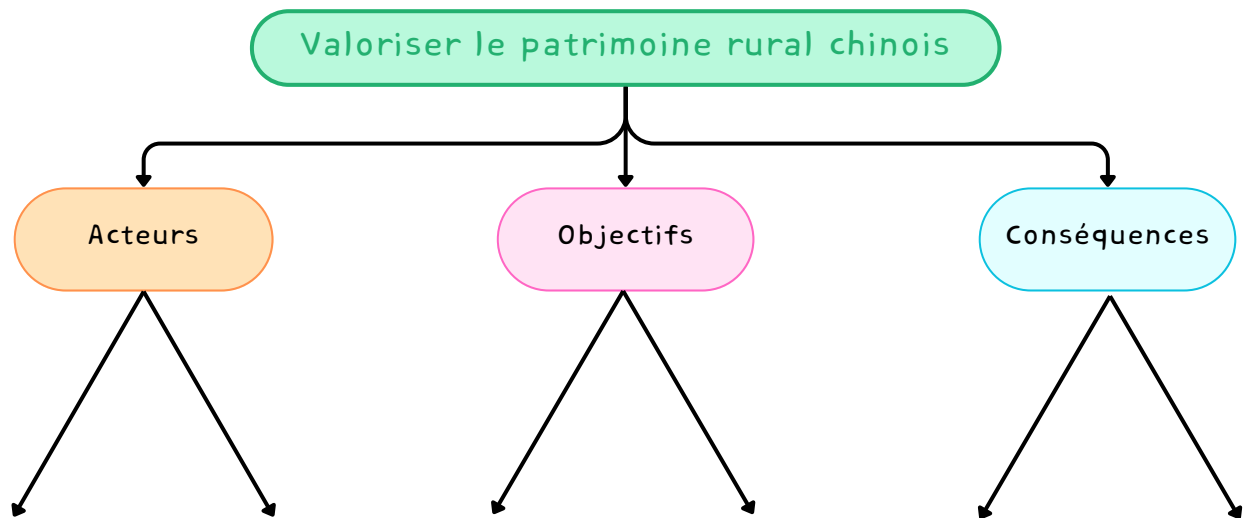 Valoriser le patrimoine rural chinois
Acteurs
Objectifs
Conséquences